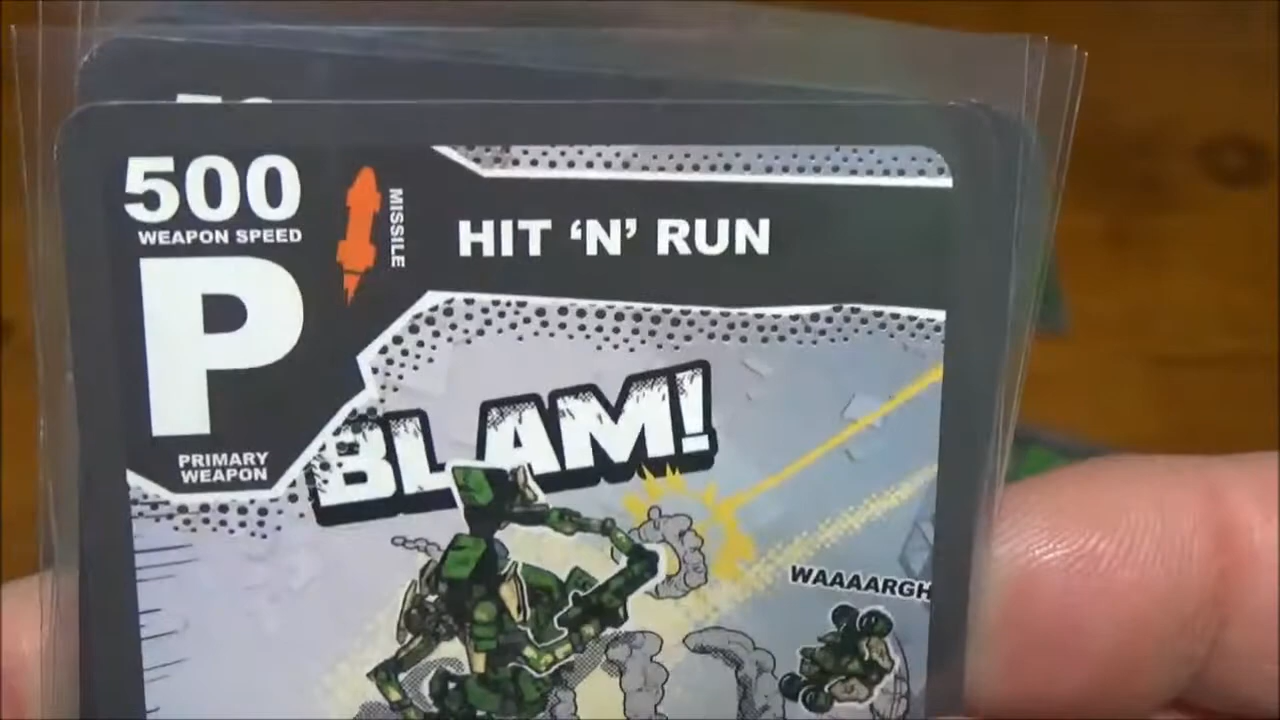 500
WEAPON SPEED
MISSILE
HIT ‘N’ RUN
P
PRIMARY
WEAPON
BLAM!
WAAAARGH